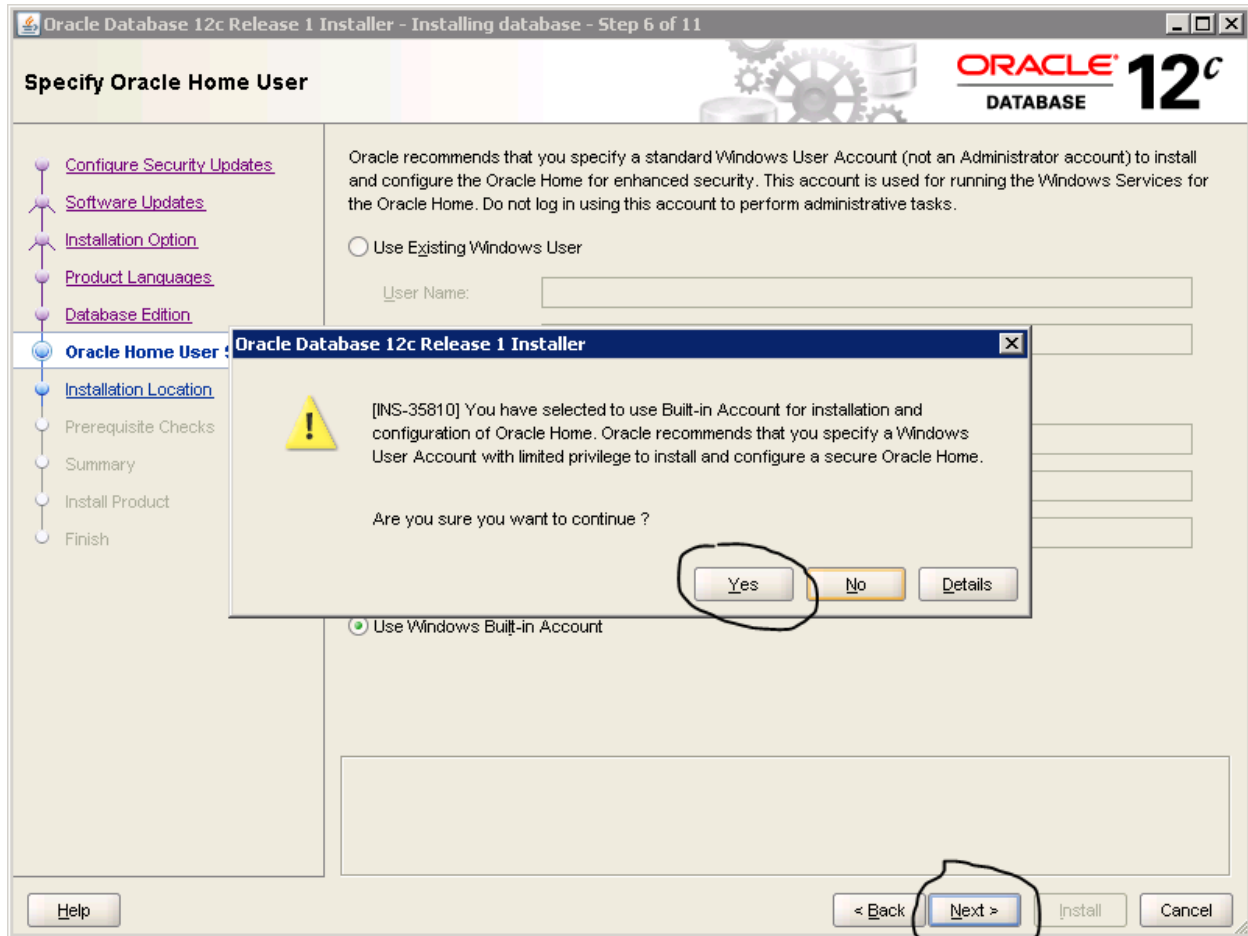 Oracle Database 12c Release 1 Installer - Installing database - Step 6 of 11
Specify Oracle Home User
ORACLE
DATABASE
12c
Configure Security Updates
Software Updates
Installation Option
Product Languages
Database Edition
Oracle Home User
Installation Location
Prerequisite Checks
Summary
Install Product
Finish
Oracle recommends that you specify a standard Windows User Account (not an Administrator account) to install
and configure the Oracle Home for enhanced security. This account is used for running the Windows Services for
the Oracle Home. Do not log in using this account to perform administrative tasks.
Use Existing Windows User
User Name:
Oracle Database 12c Release 1 Installer
[INS-35810] You have selected to use Built-in Account for installation and
configuration of Oracle Home. Oracle recommends that you specify a Windows
User Account with limited privilege to install and configure a secure Oracle Home.
Are you sure you want to continue ?
Yes
No
Details
Use Windows Built-in Account
Help
< Back
Next >
Install
Cancel